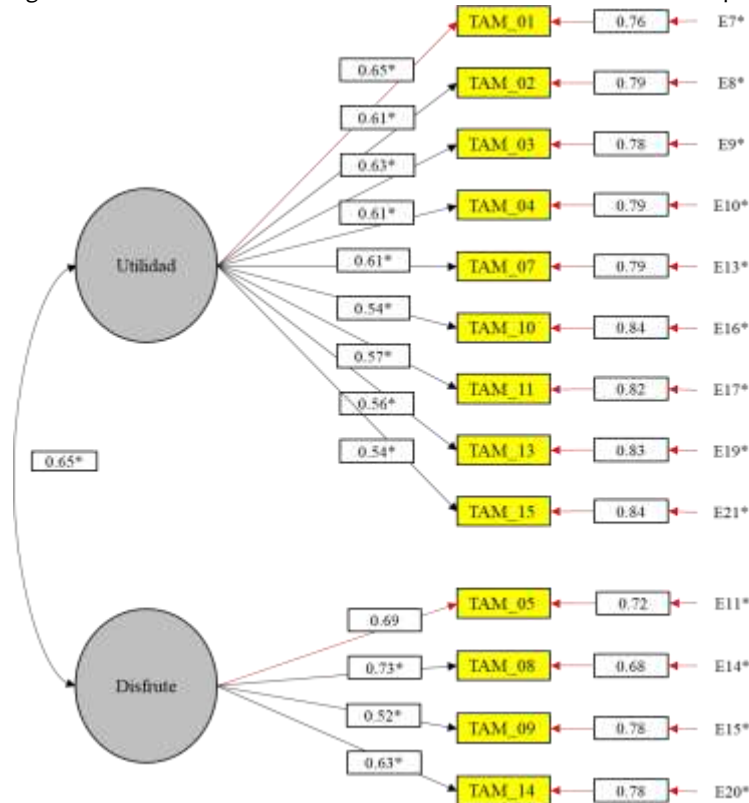 TAM_01 0.76 E7*
0.65*
TAM_02 0.79 E8*
0.61*
TAM_03 0.78 E9*
0.63*
TAM_04 0.79 E10*
0.61*
Utilidad
0.61*
TAM_07 0.79 E13*
0.54*
TAM_10 0.84 E16*
0.57*
TAM_11 0.82 E17*
0.56*
TAM_13 0.83 E19*
0.54*
0.65*
TAM_15 0.84 E21*
TAM_05 0.72 E11*
0.69
TAM_08 0.68 E14*
0.73*
Disfrute
0.52*
TAM_09 0.78 E15*
0.63*
TAM_14 0.78 E20*